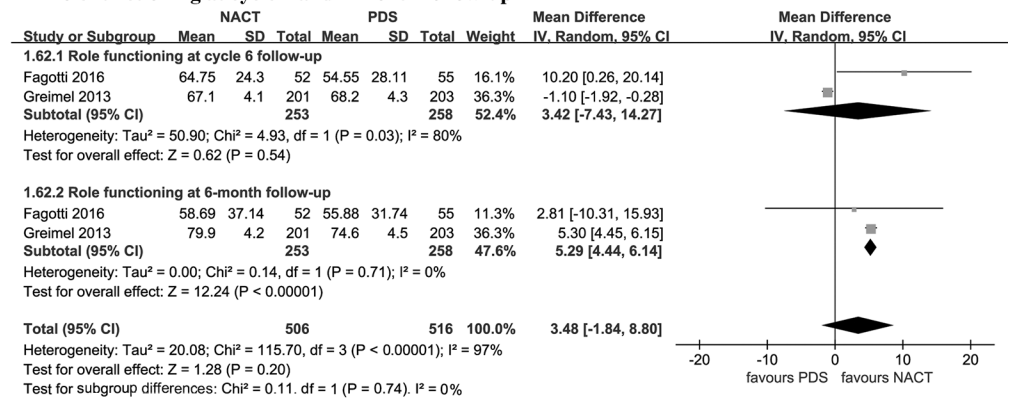 NACT PDS Mean Difference Mean Difference
Study or Subgroup Mean SD Total Mean SD Total Weight IV, Random, 95% CI IV, Random, 95% CI
1.62.1 Role functioning at cycle 6 follow-up
Fagotti 2016 64.75 24.3 52 54.55 28.11 55 16.1% 10.20 [0.26, 20.14]
Greimel 2013 67.1 4.1 201 68.2 4.3 203 36.3% -1.10 [-1.92, -0.28]
Subtotal (95% CI) 253 258 52.4% 3.42 [-7.43, 14.27]
Heterogeneity: Tau² = 50.90; Chi² = 4.93, df = 1 (P = 0.03); I² = 80%
Test for overall effect: Z = 0.62 (P = 0.54)
1.62.2 Role functioning at 6-month follow-up
Fagotti 2016 58.69 37.14 52 55.88 31.74 55 11.3% 2.81 [-10.31, 15.93]
Greimel 2013 79.9 4.2 201 74.6 4.5 203 36.3% 5.30 [4.45, 6.15]
Subtotal (95% CI) 253 258 47.6% 5.29 [4.44, 6.14]
Heterogeneity: Tau² = 0.00; Chi² = 0.14, df = 1 (P = 0.71); I² = 0%
Test for overall effect: Z = 12.24 (P < 0.00001)
Total (95% CI) 506 516 100.0% 3.48 [-1.84, 8.80]
Heterogeneity: Tau² = 20.08; Chi² = 115.70, df = 3 (P < 0.00001); I² = 97%
Test for overall effect: Z = 1.28 (P = 0.20)
Test for subgroup differences: Chi² = 0.11. df = 1 (P = 0.74). I² = 0%
-20 -10 0 10 20
favours PDS favours NACT